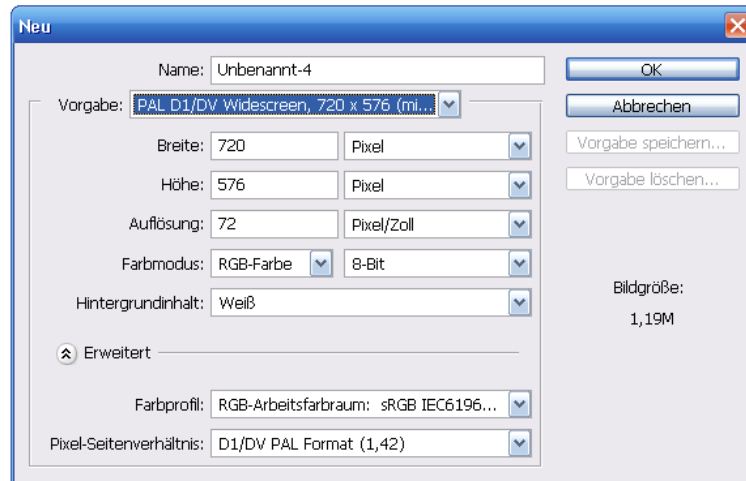 Neu
Name: Unbenannt-4
OK
Vorgabe: PAL D1/DV Widescreen, 720 x 576 (mi...
Abbrechen
Breite: 720 Pixel
Vorgabe speichern...
Höhe: 576 Pixel
Vorgabe löschen...
Auflösung: 72 Pixel/Zoll
Farbmodus: RGB-Farbe 8-Bit
Hintergrundinhalt: Weiß
Bildgröße:
1,19M
Erweitert
Farbprofil: RGB-Arbeitsfarbraum: sRGB IEC6196...
Pixel-Seitenverhältnis: D1/DV PAL Format (1,42)